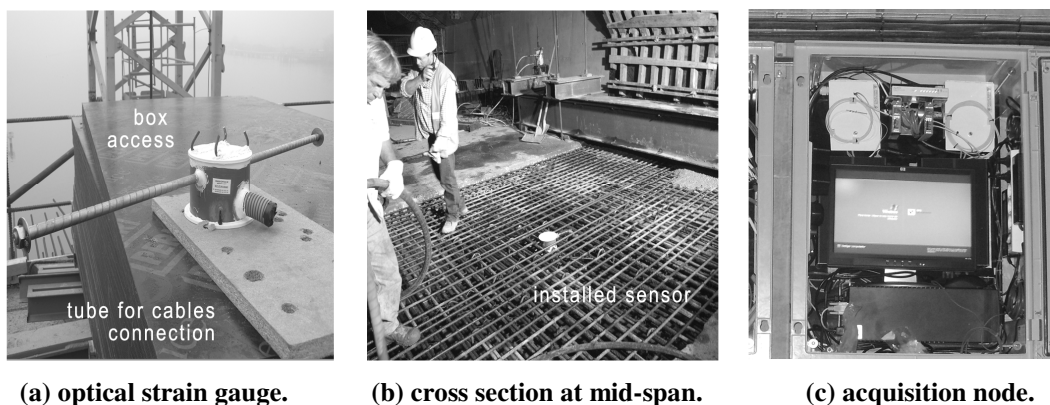 box
access
tube for cables
connection
installed sensor
(a) optical strain gauge.
(b) cross section at mid-span.
(c) acquisition node.